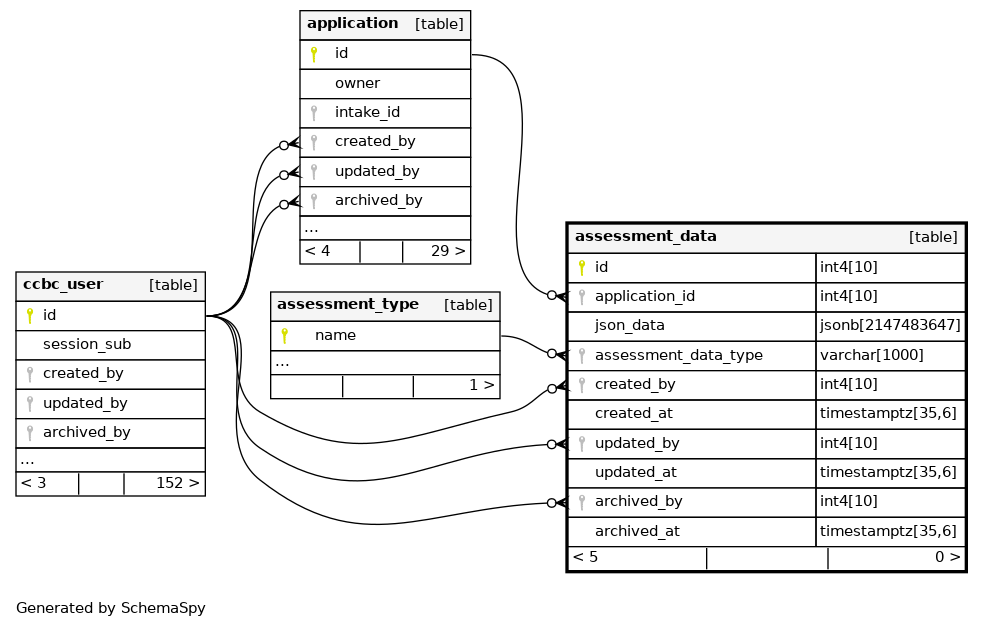 application [table]
id
owner
intake_id
created_by
updated_by
archived_by
...
< 4 29 >
ccbc_user [table]
id
session_sub
created_by
updated_by
archived_by
...
< 3 152 >
assessment_type [table]
name
...
1 >
assessment_data [table]
id int4[10]
application_id int4[10]
json_data jsonb[2147483647]
assessment_data_type varchar[1000]
created_by int4[10]
created_at timestamptz[35,6]
updated_by int4[10]
updated_at timestamptz[35,6]
archived_by int4[10]
archived_at timestamptz[35,6]
< 5 0 >
Generated by SchemaSpy